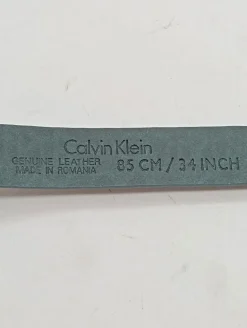 Calvin Klein
GENUINE LEATHER 85 CM / 34 INCH
MADE IN ROMANIA